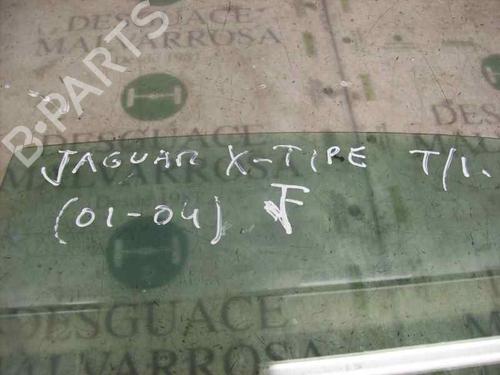 DESGUACE
MALVARROSA
B-PARTS
JAGUAR X-TIPE T/I.
(01-04) F
DESGUACE
MALVARROSA
DESGUACE
MALVARROSA